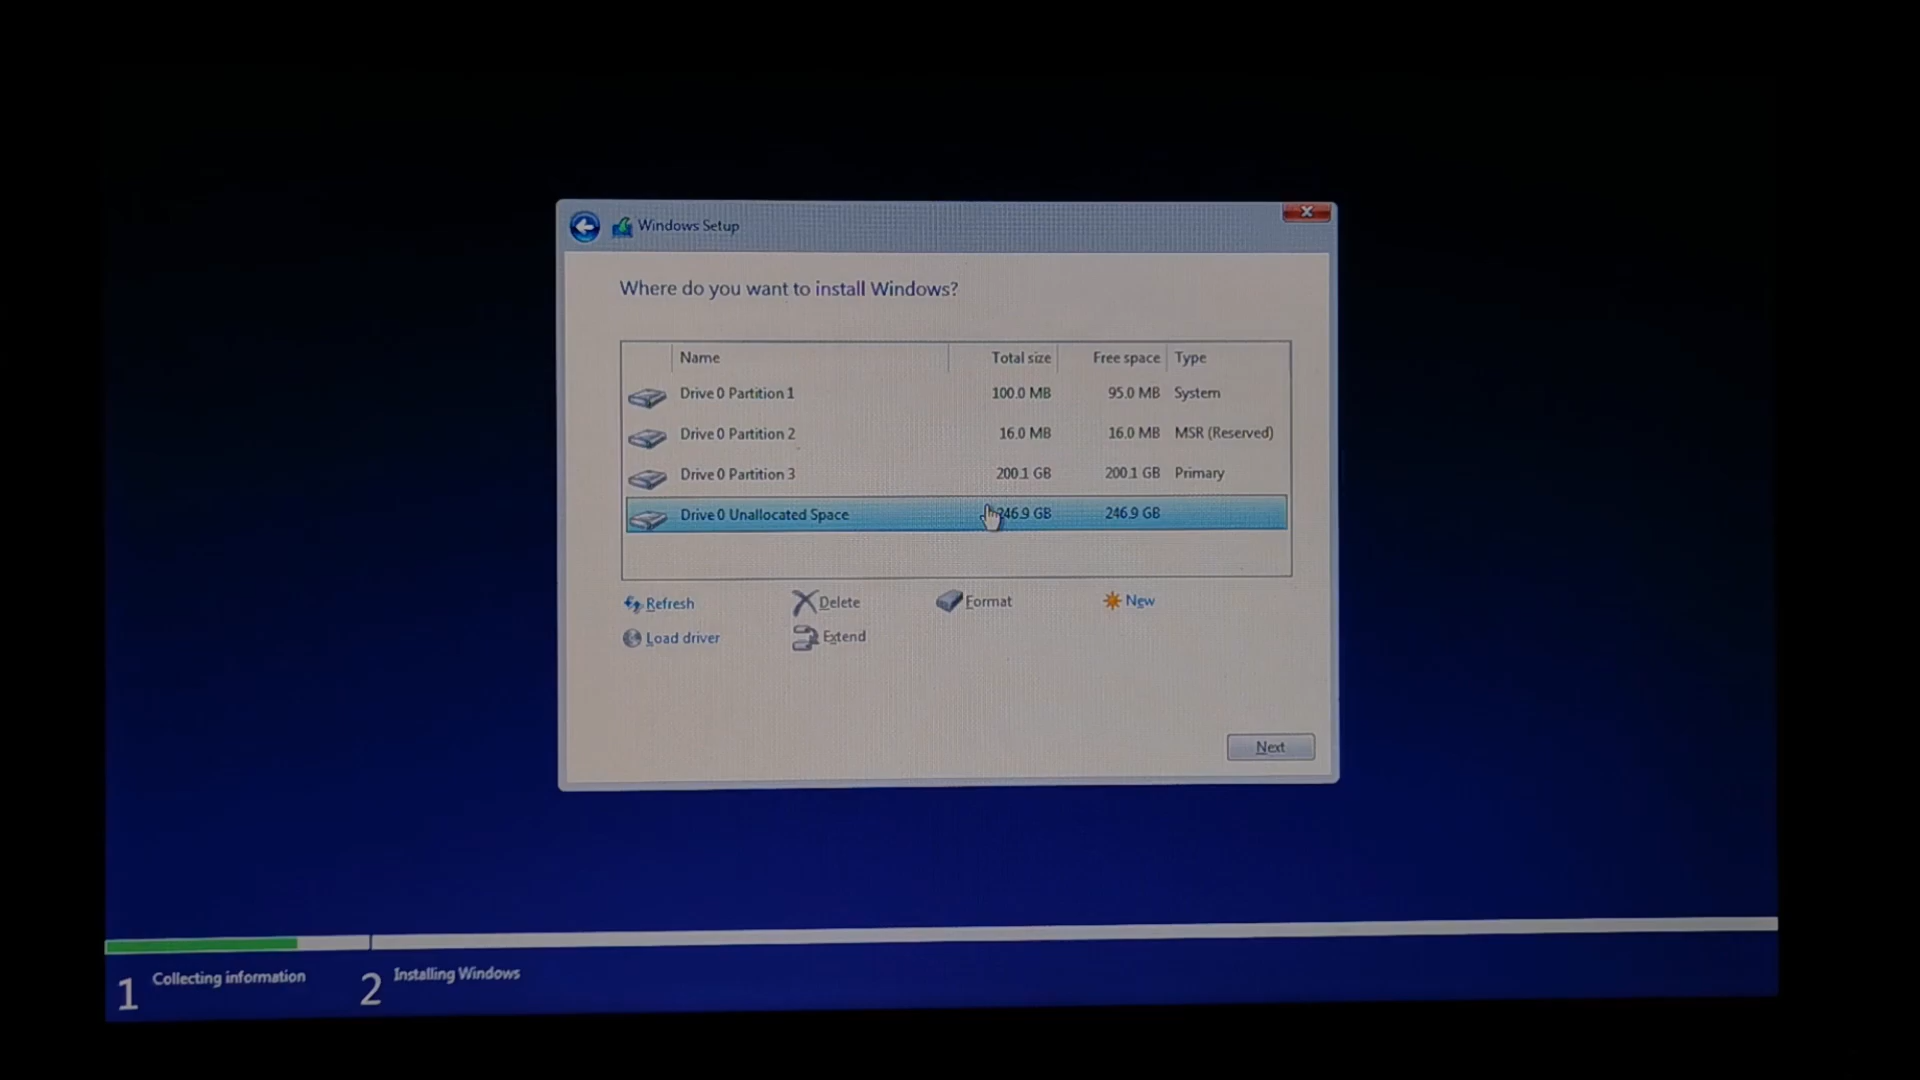 Windows Setup
Where do you want to install Windows?
Name Total size Free space Type
Drive 0 Partition 1 100.0 MB 95.0 MB System
Drive 0 Partition 2 16.0 MB 16.0 MB MSR (Reserved)
Drive 0 Partition 3 200.1 GB 200.1 GB Primary
Drive 0 Unallocated Space 246.9 GB 246.9 GB
Refresh Delete Format New
Load driver Extend
Next
1 Collecting information 2 Installing Windows